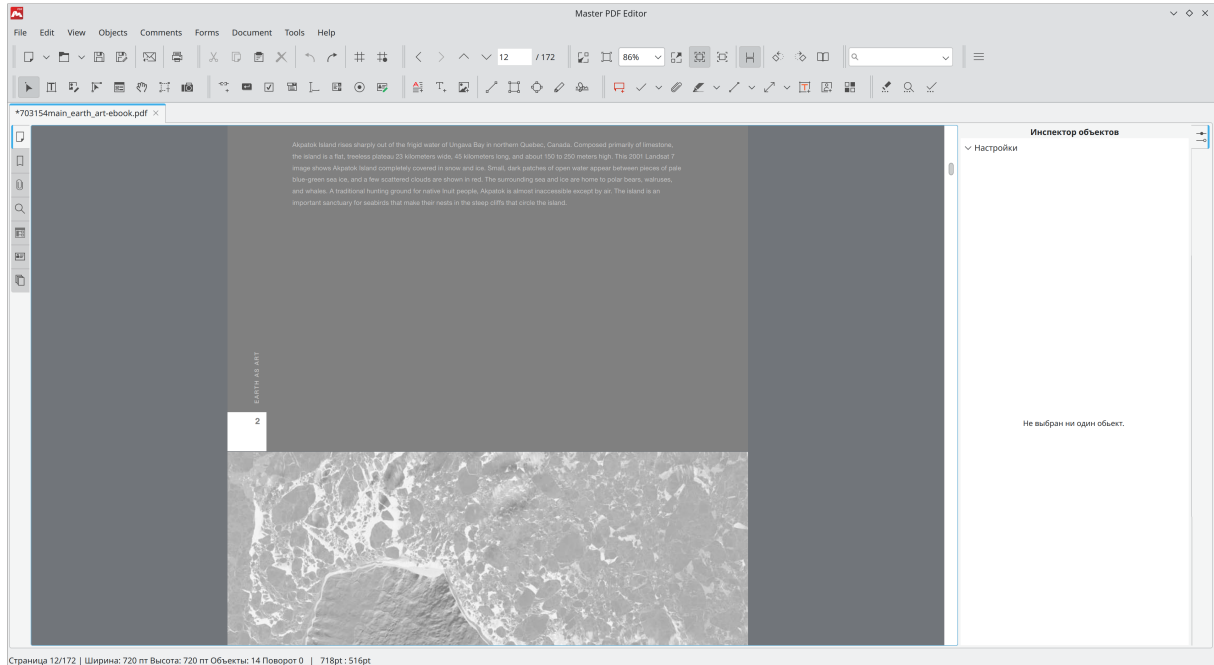 Master PDF Editor
File Edit View Objects Comments Forms Document Tools Help
12 / 172 86%
*703154main_earth_art-ebook.pdf
Инспектор объектов
Настройки
Akpatok Island rises sharply out of the frigid water of Ungava Bay in northern Quebec, Canada. Composed primarily of limestone,
the island is a flat, treeless plateau 23 kilometers wide, 45 kilometers long, and about 150 to 250 meters high. This 2001 Landsat 7
image shows Akpatok Island completely covered in snow and ice. Small, dark patches of open water appear between pieces of pale
blue-green sea ice, and a few scattered clouds are shown in red. The surrounding sea and ice are home to polar bears, walruses,
and whales. A traditional hunting ground for native Inuit people, Akpatok is almost inaccessible except by air. The island is an
important sanctuary for seabirds that make their nests in the steep cliffs that circle the island.
EARTH AS ART
2
Не выбран ни один объект.
Страница 12/172 | Ширина: 720 пт Высота: 720 пт Объекты: 14 Поворот 0 | 718pt : 516pt